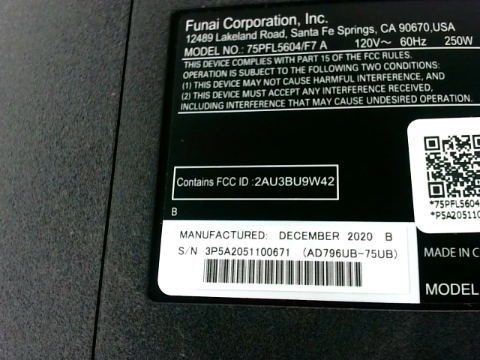 Funai Corporation, Inc.
12489 Lakeland Road, Santa Fe Springs, CA 90670,USA
MODEL NO.: 75PFL5604/F7 A 120V~ 60Hz 250W
THIS DEVICE COMPLIES WITH PART 15 OF THE FCC RULES.
OPERATION IS SUBJECT TO THE FOLLOWING TWO CONDITIONS:
(1) THIS DEVICE MAY NOT CAUSE HARMFUL INTERFERENCE, AND
(2) THIS DEVICE MUST ACCEPT ANY INTERFERENCE RECEIVED,
INCLUDING INTERFERENCE THAT MAY CAUSE UNDESIRED OPERATION.
Contains FCC ID :2AU3BU9W42
*75PFL5604
*P5A20510
B
MANUFACTURED: DECEMBER 2020 B
S/N 3P5A2051100671 (AD796UB-75UB)
MADE IN C
MODEL